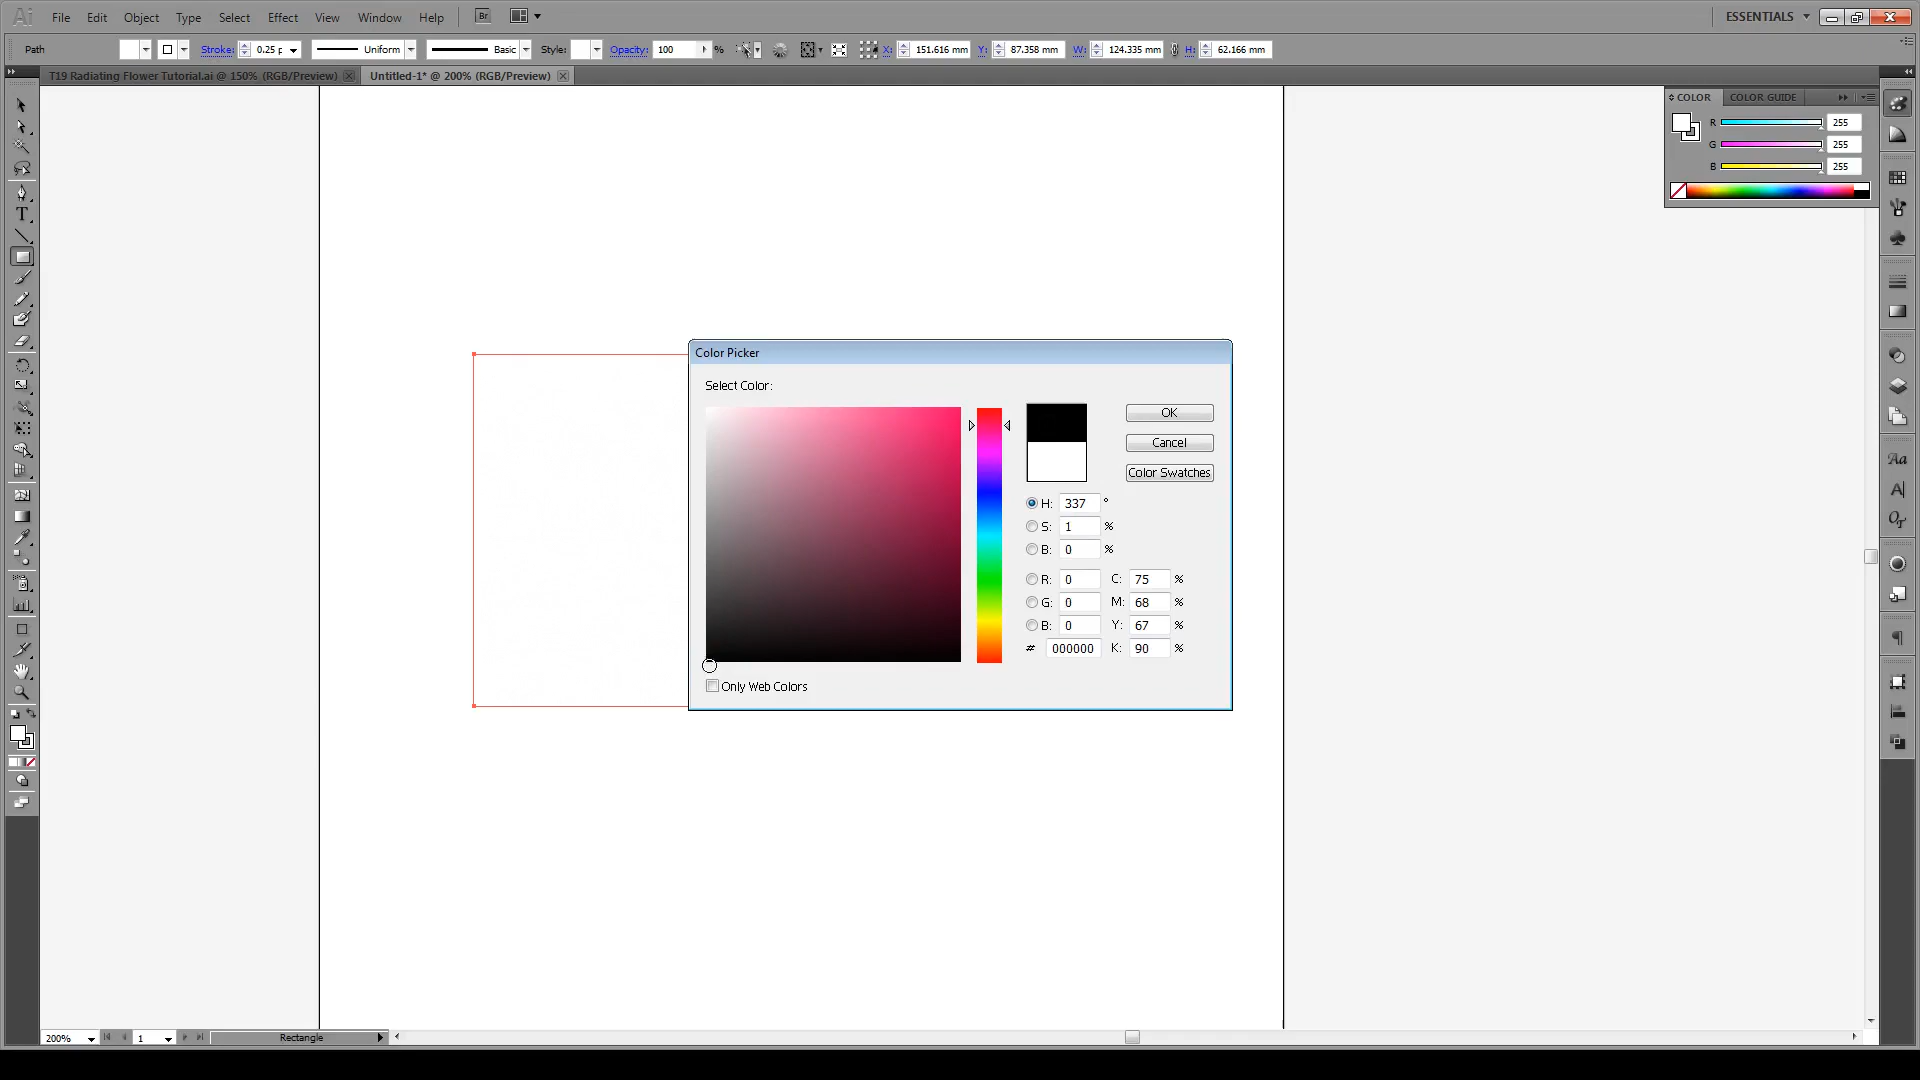 Ai File Edit Object Type Select Effect View Window Help Br ESSENTIALS
Path Stroke: 0.25 p Uniform Basic Style: Opacity: 100 % X: 151.616 mm Y: 87.358 mm W: 124.335 mm H: 62.166 mm
T19 Radiating Flower Tutorial.ai @ 150% (RGB/Preview) Untitled-1* @ 200% (RGB/Preview)
COLOR COLOR GUIDE
R 255
G 255
B 255
Color Picker
Select Color:
OK
Cancel
Color Swatches
H: 337 °
S: 1 %
B: 0 %
R: 0 C: 75 %
G: 0 M: 68 %
B: 0 Y: 67 %
# 000000 K: 90 %
Only Web Colors
200% 1 Rectangle